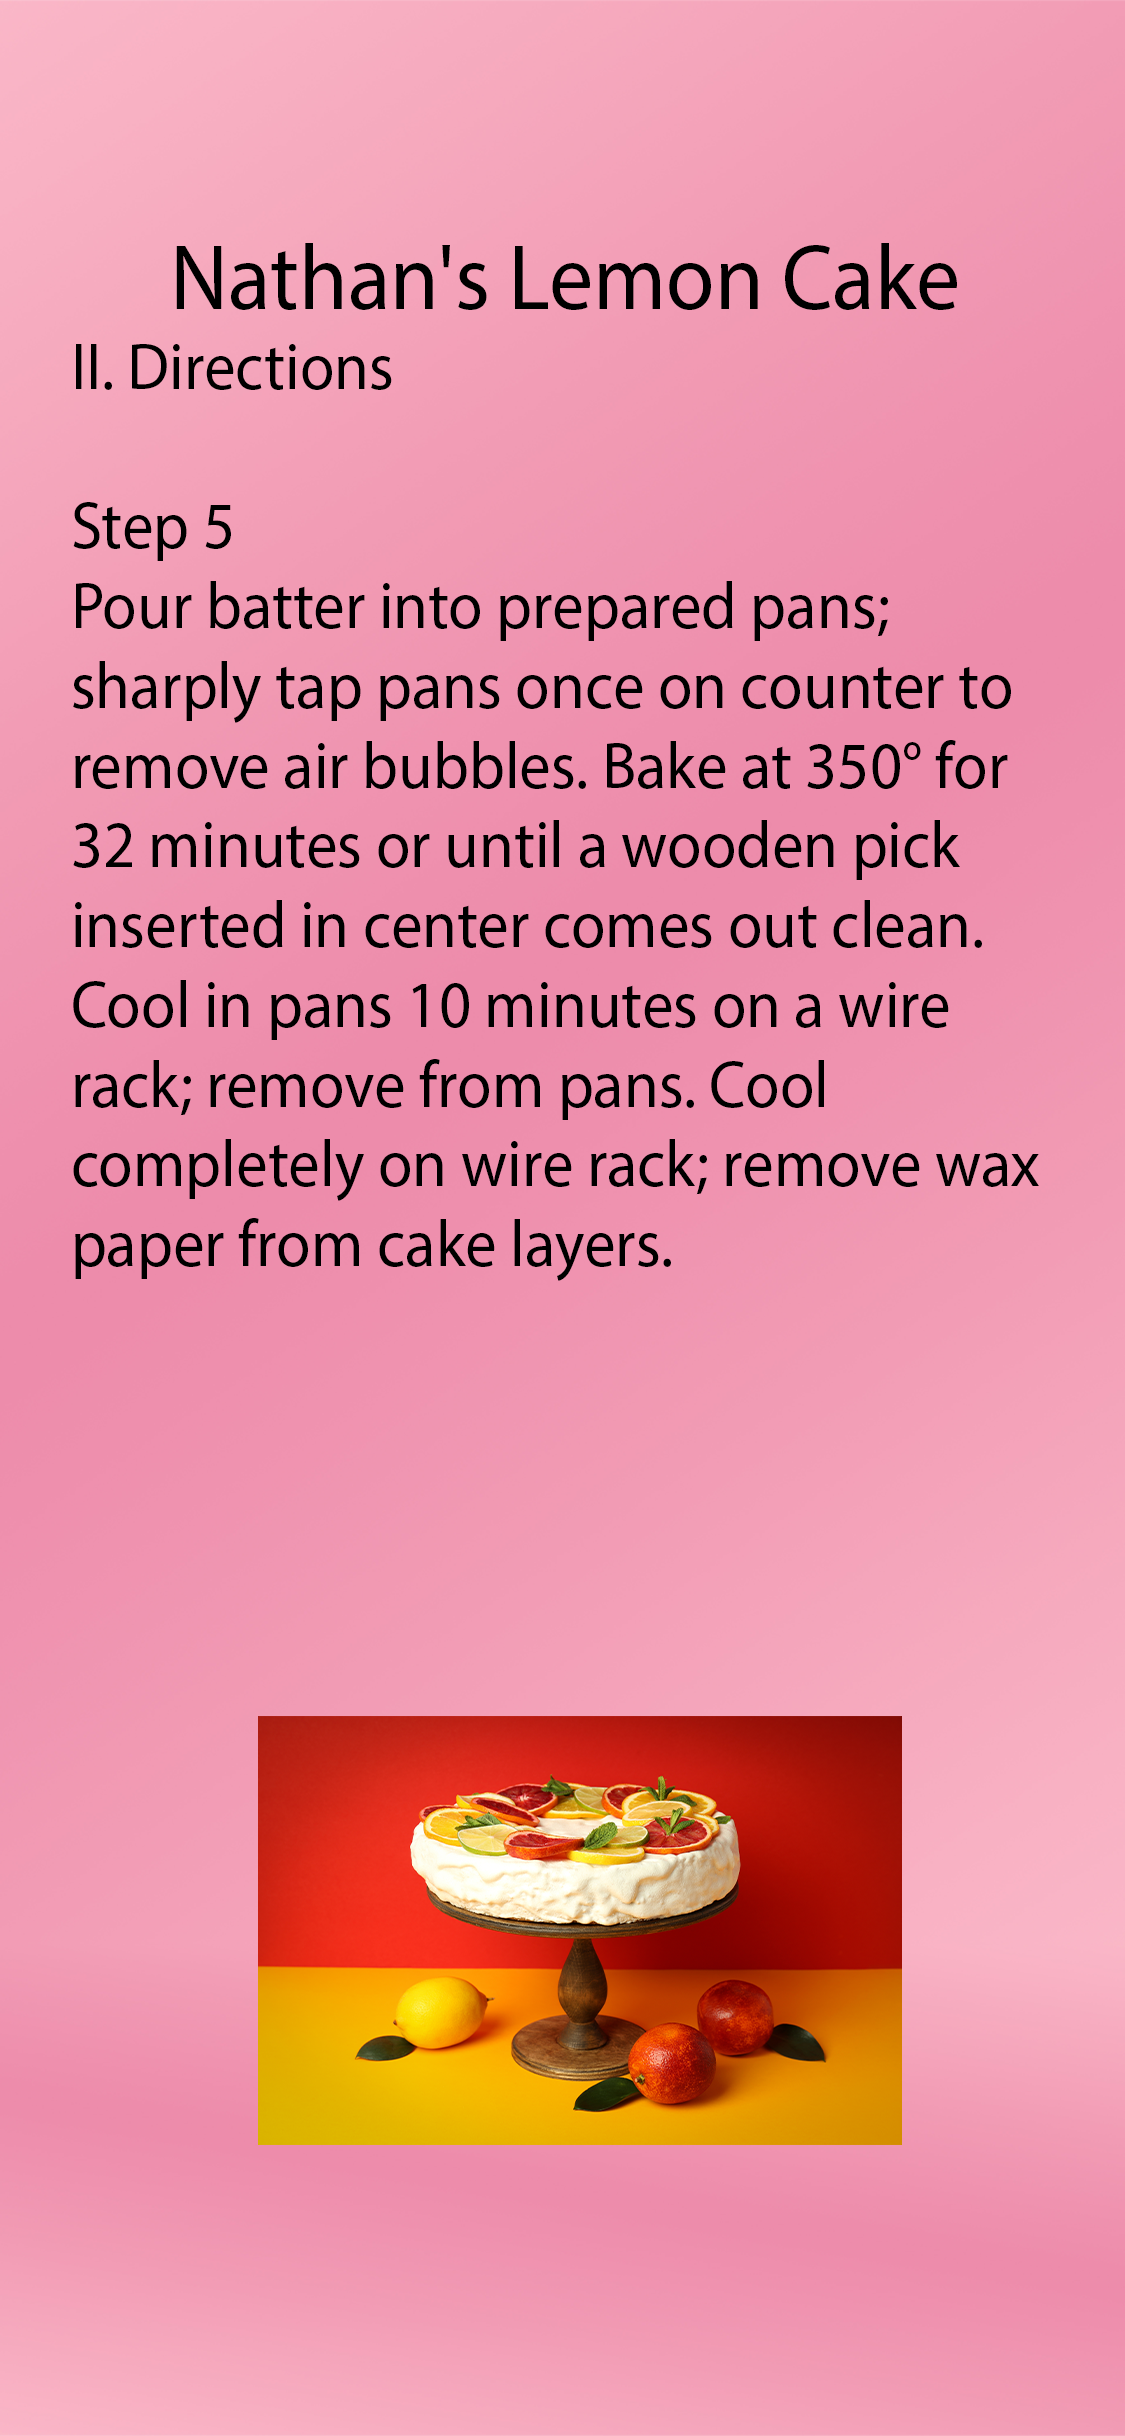 Nathan's Lemon Cake
II. Directions
Step 5
Pour batter into prepared pans;
sharply tap pans once on counter to
remove air bubbles. Bake at 350° for
32 minutes or until a wooden pick
inserted in center comes out clean.
Cool in pans 10 minutes on a wire
rack; remove from pans. Cool
completely on wire rack; remove wax
paper from cake layers.